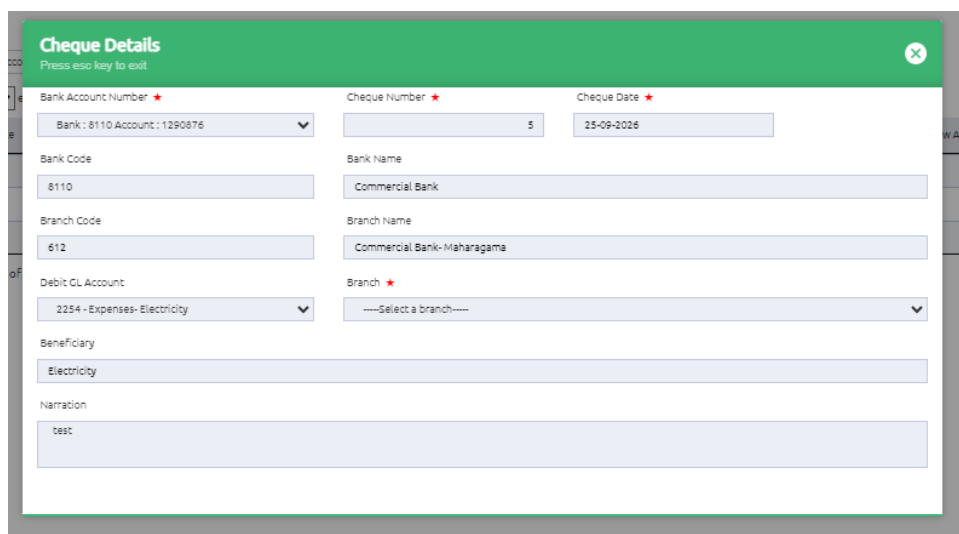 Cheque Details
Press esc key to exit
Bank Account Number ★ Cheque Number ★ Cheque Date ★
Bank : 8110 Account : 1290876 5 25-09-2026
Bank Code Bank Name
8110 Commercial Bank
Branch Code Branch Name
612 Commercial Bank- Maharagama
Debit GL Account Branch ★
2254 - Expenses- Electricity -----Select a branch-----
Beneficiary
Electricity
Narration
test